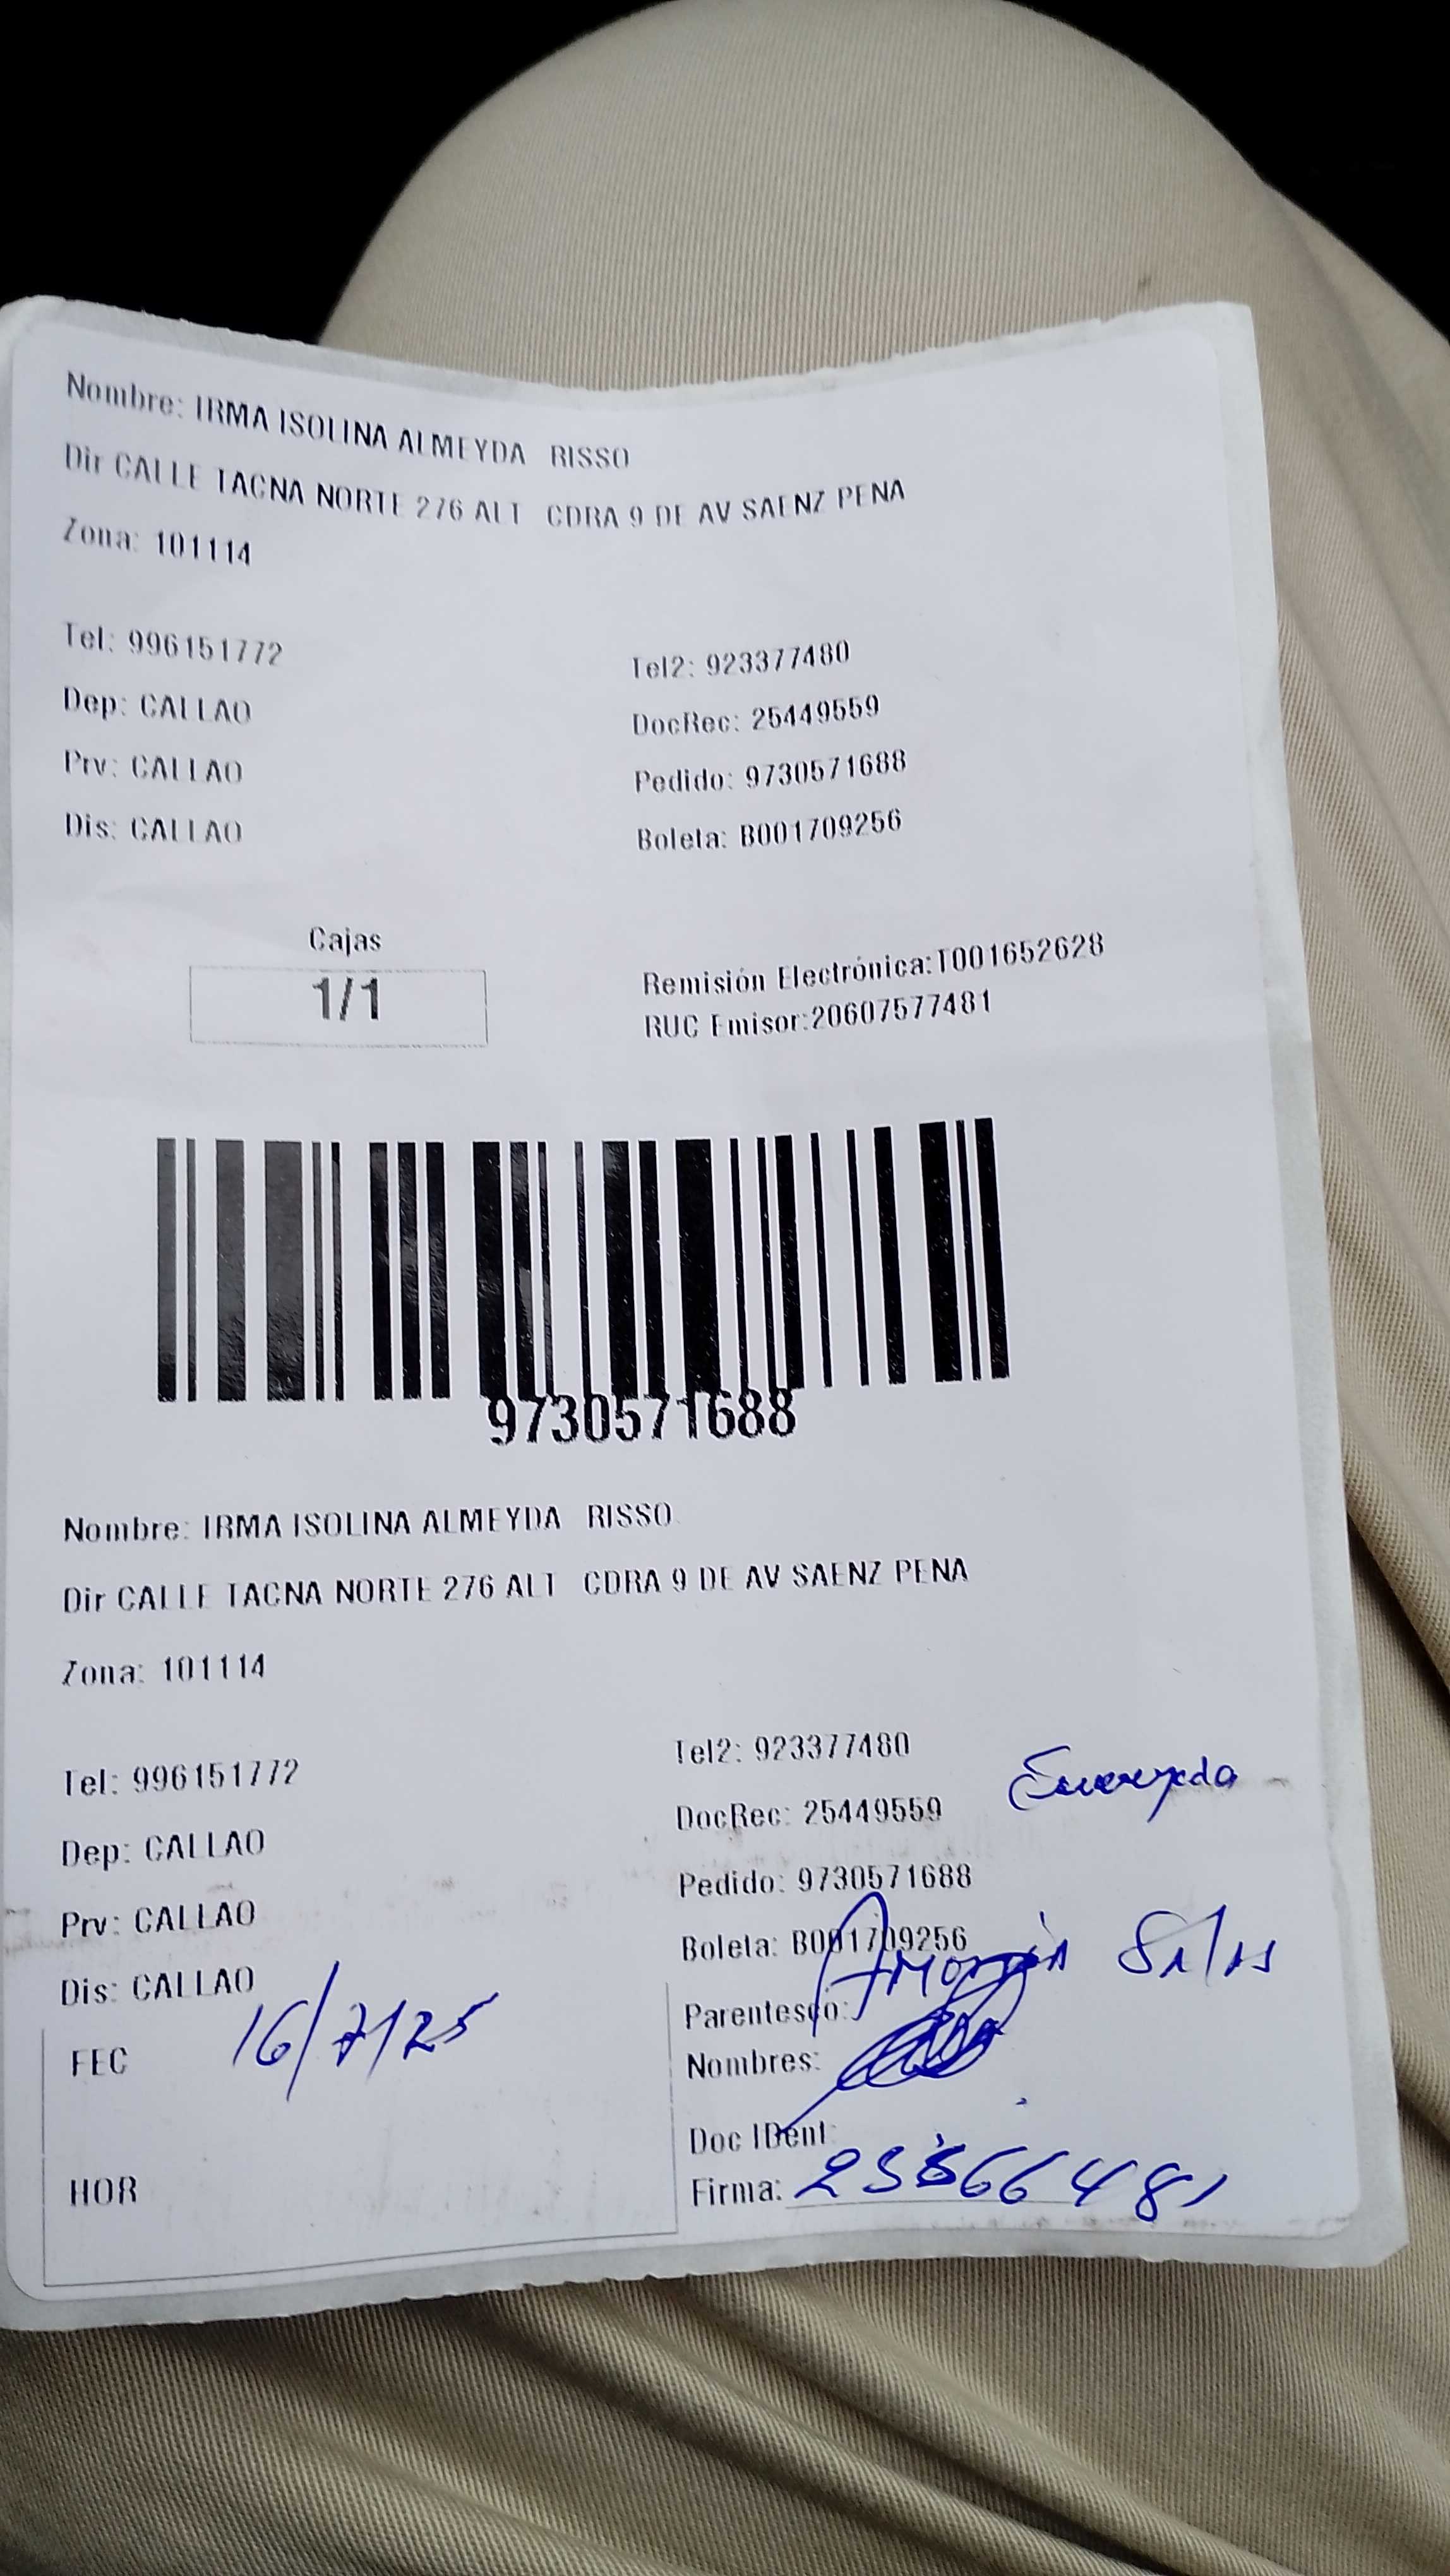 Nombre: IRMA ISOLINA ALMEYDA RISSO
Dir CALLE TACNA NORTE 276 ALT CDRA 9 DE AV SAENZ PENA
Zona: 101114
Tel: 996151772
Tel2: 923377480
Dep: CALLAO
DocRec: 25449559
Prv: CALLAO
Pedido: 9730571688
Dis: CALLAO
Boleta: B001709256
Cajas
1/1
Remisión Electrónica:T001652628
RUC Emisor:20607577481
9730571688
Nombre: IRMA ISOLINA ALMEYDA RISSO
Dir CALLE TACNA NORTE 276 ALT CDRA 9 DE AV SAENZ PENA
Zona: 101114
Tel: 996151772
Tel2: 923377480
Dep: CALLAO
DocRec: 25449559
Prv: CALLAO
Pedido: 9730571688
Dis: CALLAO
Boleta: B001709256
FEC 16/7/25
Parentesco:
Nombres:
Doc IDent:
HOR
Firma: